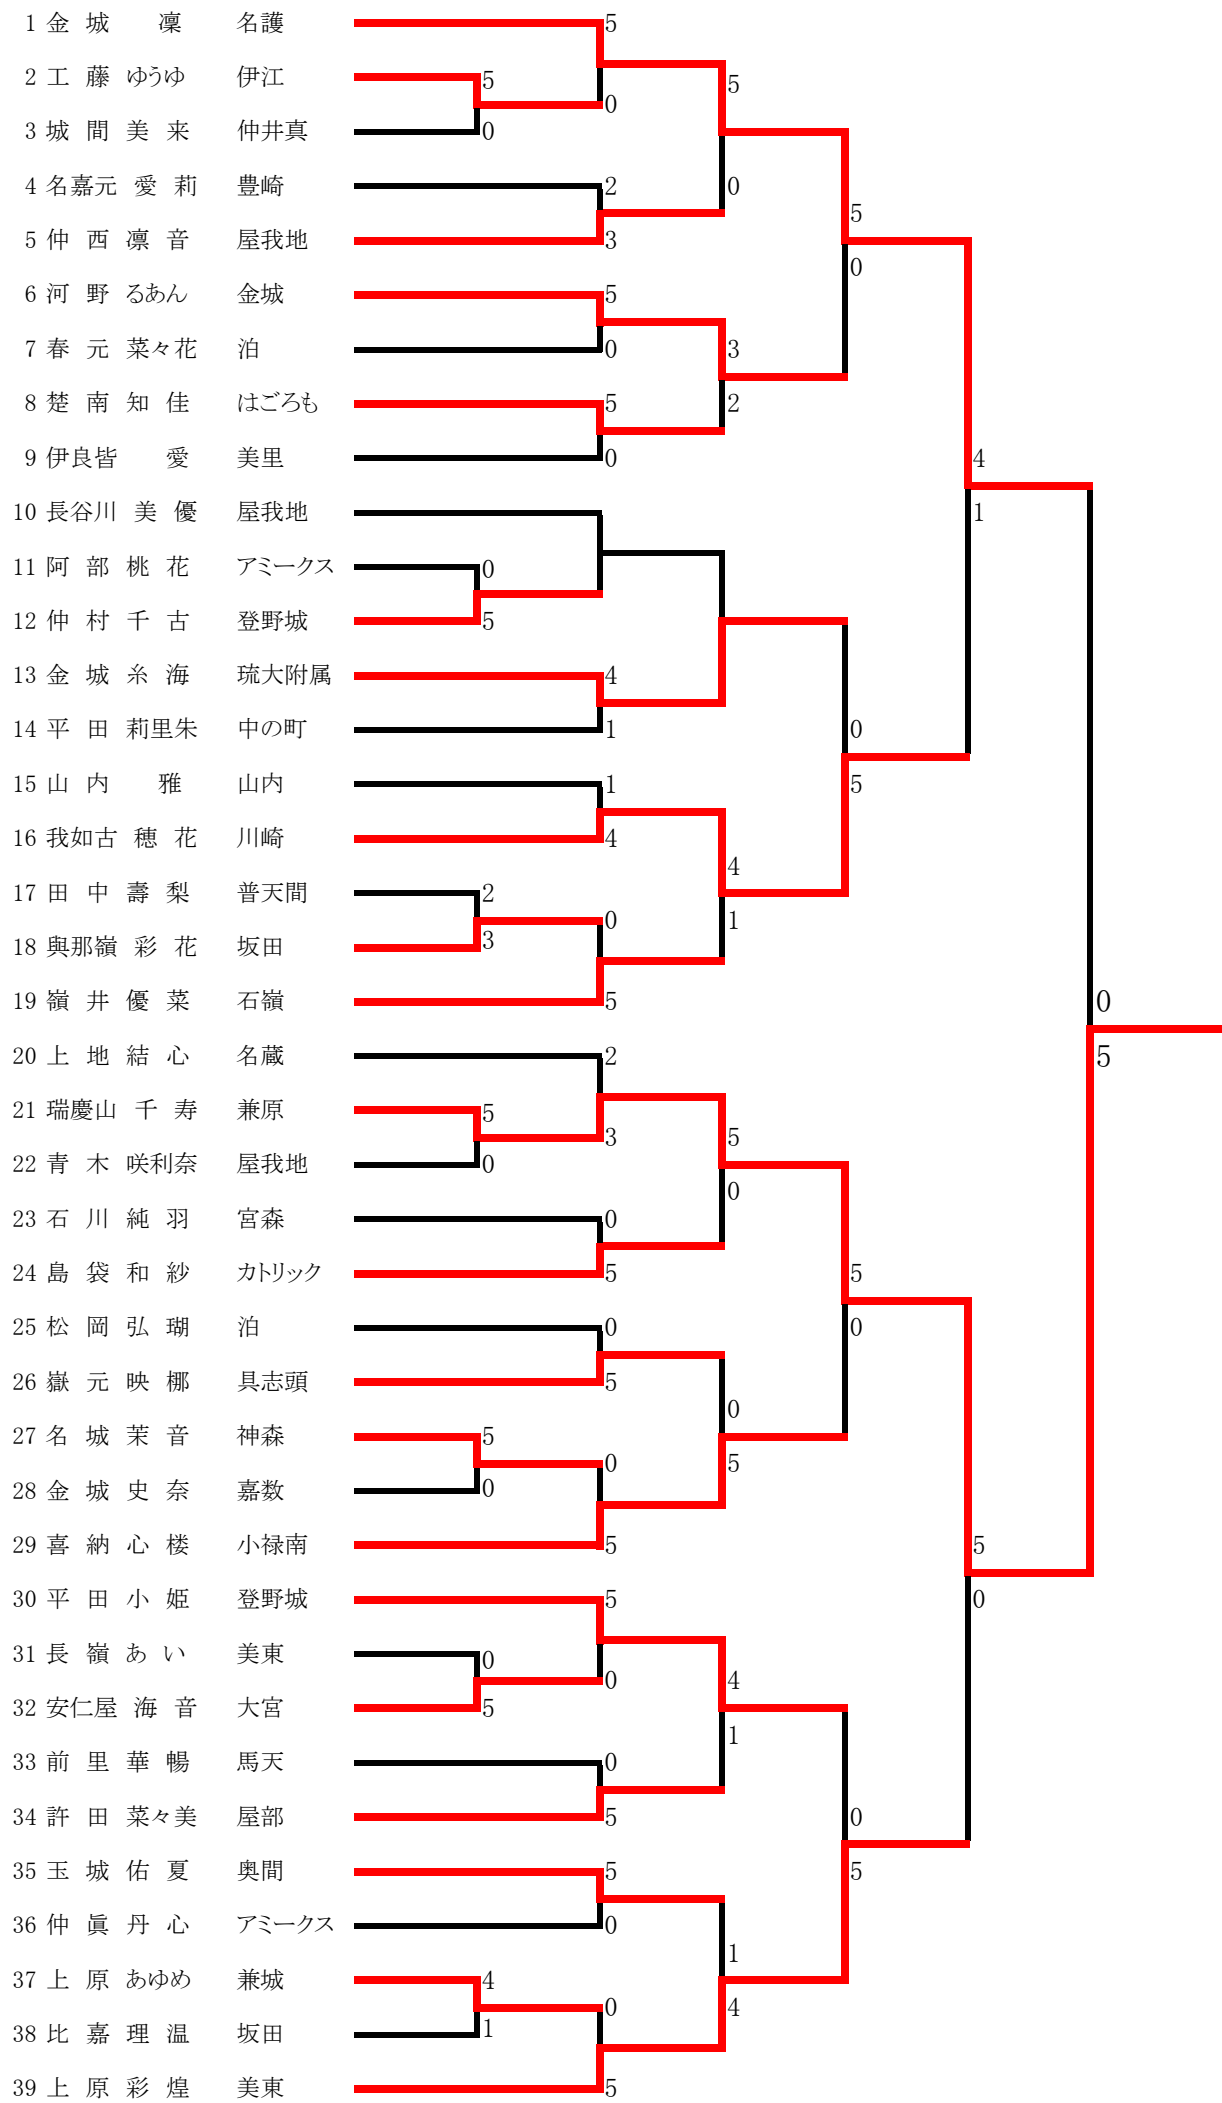 1 金 城 凜 名護 5
2 工 藤 ゆうゆ 伊江 5 0 5
3 城 間 美 来 仲井真 0
4 名嘉元 愛 莉 豊崎 2 0 5
5 仲 西 凛 音 屋我地 3 0
6 河 野 るあん 金城 5
7 春 元 菜々花 泊 0 3
8 楚 南 知 佳 はごろも 5 2
9 伊良皆 愛 美里 0 4
10 長谷川 美 優 屋我地 1
11 阿 部 桃 花 アミークス 0
12 仲 村 千 古 登野城 5
13 金 城 糸 海 琉大附属 4
14 平 田 莉里朱 中の町 1 0
15 山 内 雅 山内 1 5
16 我如古 穂 花 川崎 4 4
17 田 中 壽 梨 普天間 2 0 1
18 與那嶺 彩 花 坂田 3
19 嶺 井 優 菜 石嶺 5 0
20 上 地 結 心 名蔵 2 5
21 瑞慶山 千 寿 兼原 5 3 5
22 青 木 咲利奈 屋我地 0 0
23 石 川 純 羽 宮森 0
24 島 袋 和 紗 カトリック 5 5
25 松 岡 弘 瑚 泊 0 0
26 嶽 元 映 梛 具志頭 5 0
27 名 城 茉 音 神森 5 0 5
28 金 城 史 奈 嘉数 0
29 喜 納 心 楼 小禄南 5 5
30 平 田 小 姫 登野城 5 0
31 長 嶺 あ い 美東 0 0 4
32 安仁屋 海 音 大宮 5 1
33 前 里 華 暢 馬天 0
34 許 田 菜々美 屋部 5 0
35 玉 城 佑 夏 奥間 5 5
36 仲 眞 丹 心 アミークス 0 1
37 上 原 あゆめ 兼城 4 0 4
38 比 嘉 理 温 坂田 1
39 上 原 彩 煌 美東 5